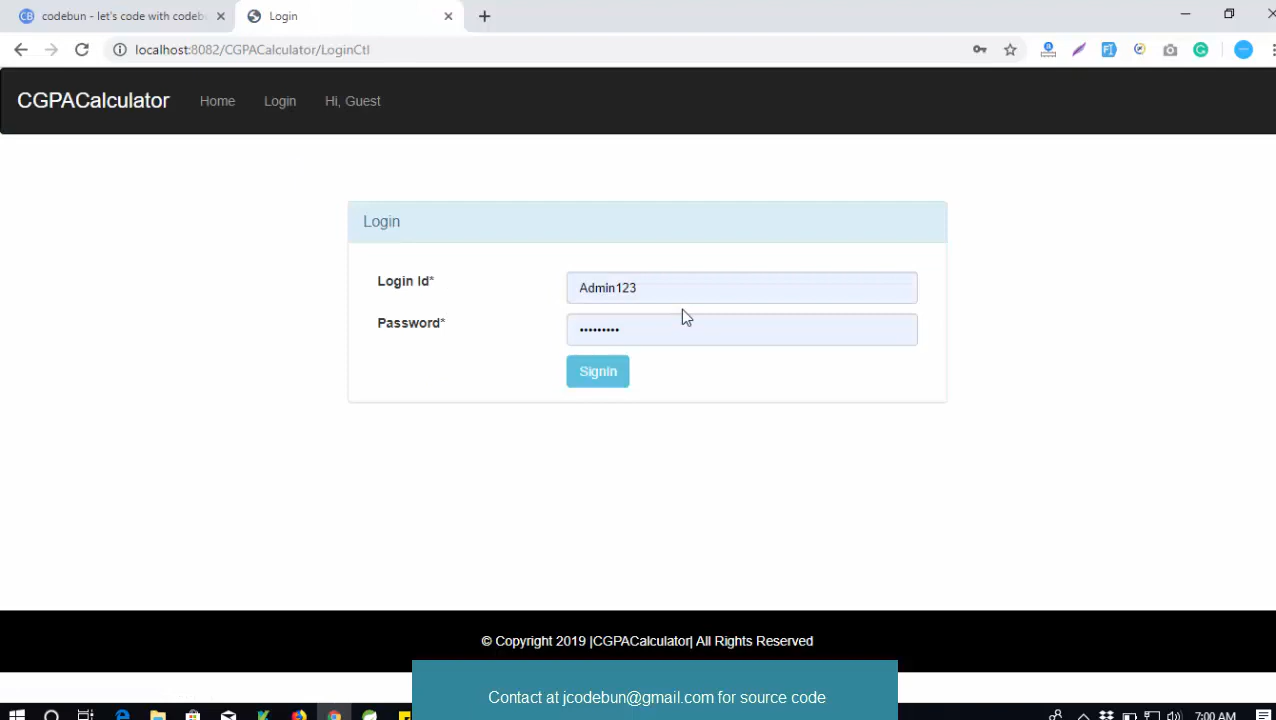 codebun - let's code with codebu
Login
localhost:8082/CGPACalculator/LoginCtl
CGPACalculator
Home
Login
Hi, Guest
Login
Login Id*
Admin123
Password*
•••••••••
SignIn
© Copyright 2019 |CGPACalculator| All Rights Reserved
Contact at jcodebun@gmail.com for source code
7:00 AM